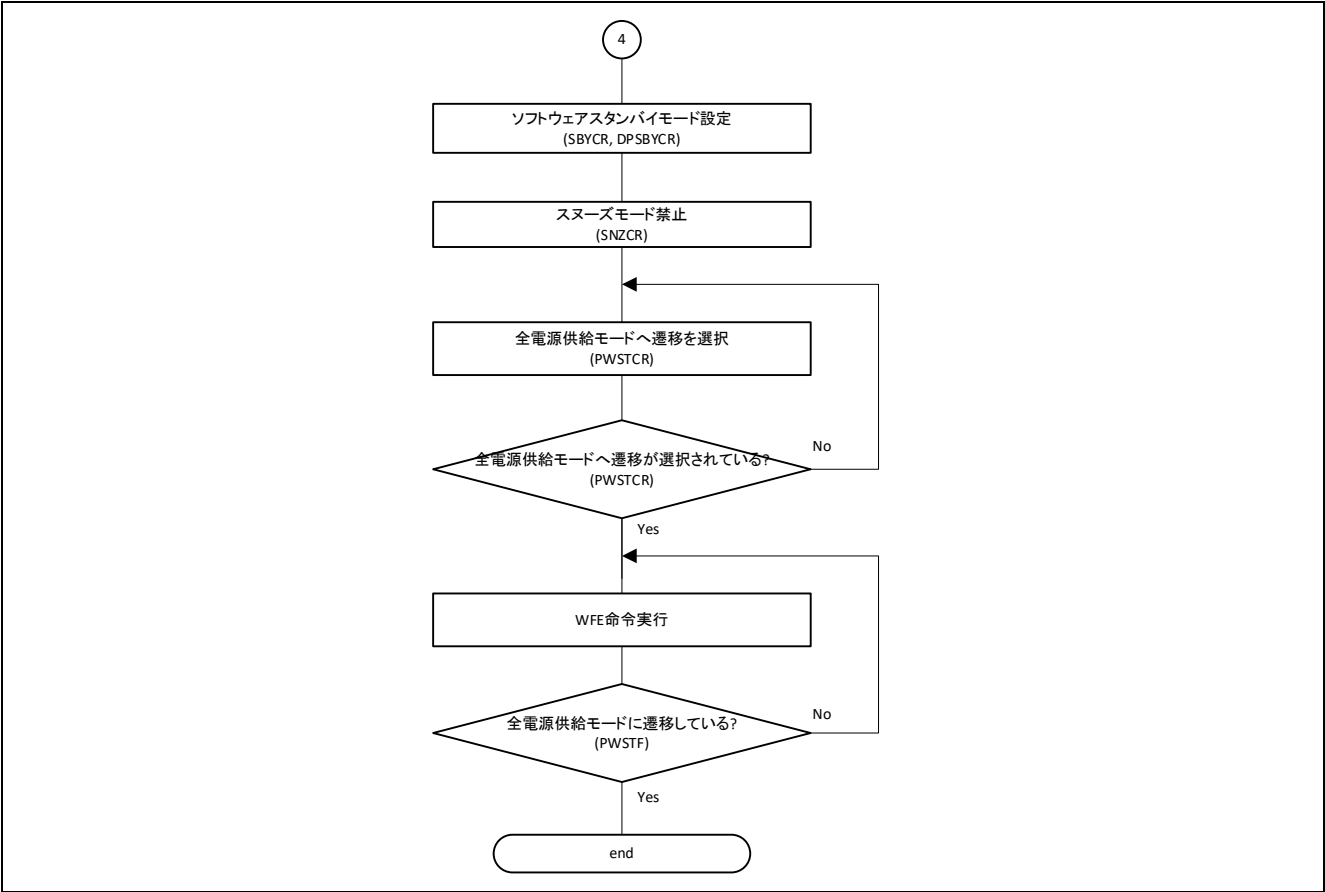 4
ソフトウェアスタンバイモード設定
(SBYCR, DPSBYCR)
スヌーズモード禁止
(SNZCR)
全電源供給モードへ遷移を選択
(PWSTCR)
全電源供給モードへ遷移が選択されている?
(PWSTCR)
No
Yes
WFE命令実行
全電源供給モードに遷移している?
(PWSTF)
No
Yes
end